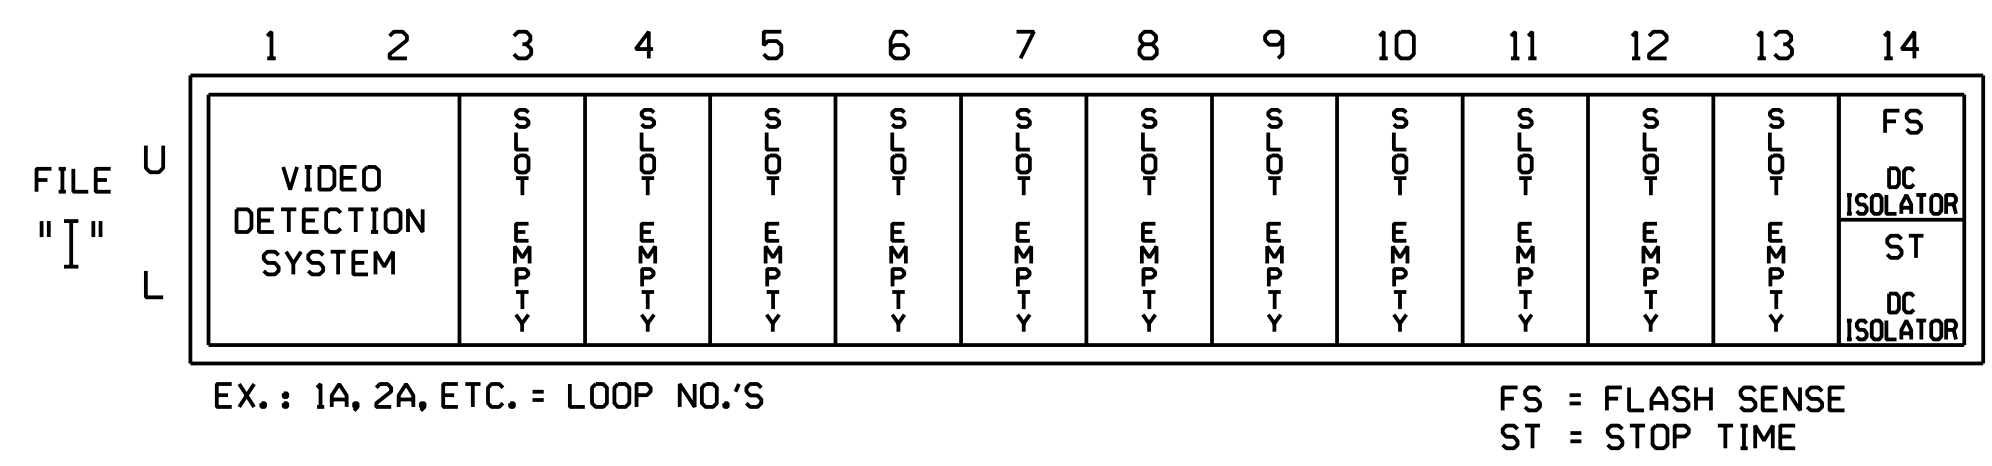 1 2 3 4 5 6 7 8 9 10 11 12 13 14
FILE
"I"
U
L
VIDEO
DETECTION
SYSTEM
SLOT EMPTY
SLOT EMPTY
SLOT EMPTY
SLOT EMPTY
SLOT EMPTY
SLOT EMPTY
SLOT EMPTY
SLOT EMPTY
SLOT EMPTY
SLOT EMPTY
SLOT EMPTY
FS
DC
ISOLATOR
ST
DC
ISOLATOR
EX.: 1A, 2A, ETC. = LOOP NO.'S
FS = FLASH SENSE
ST = STOP TIME